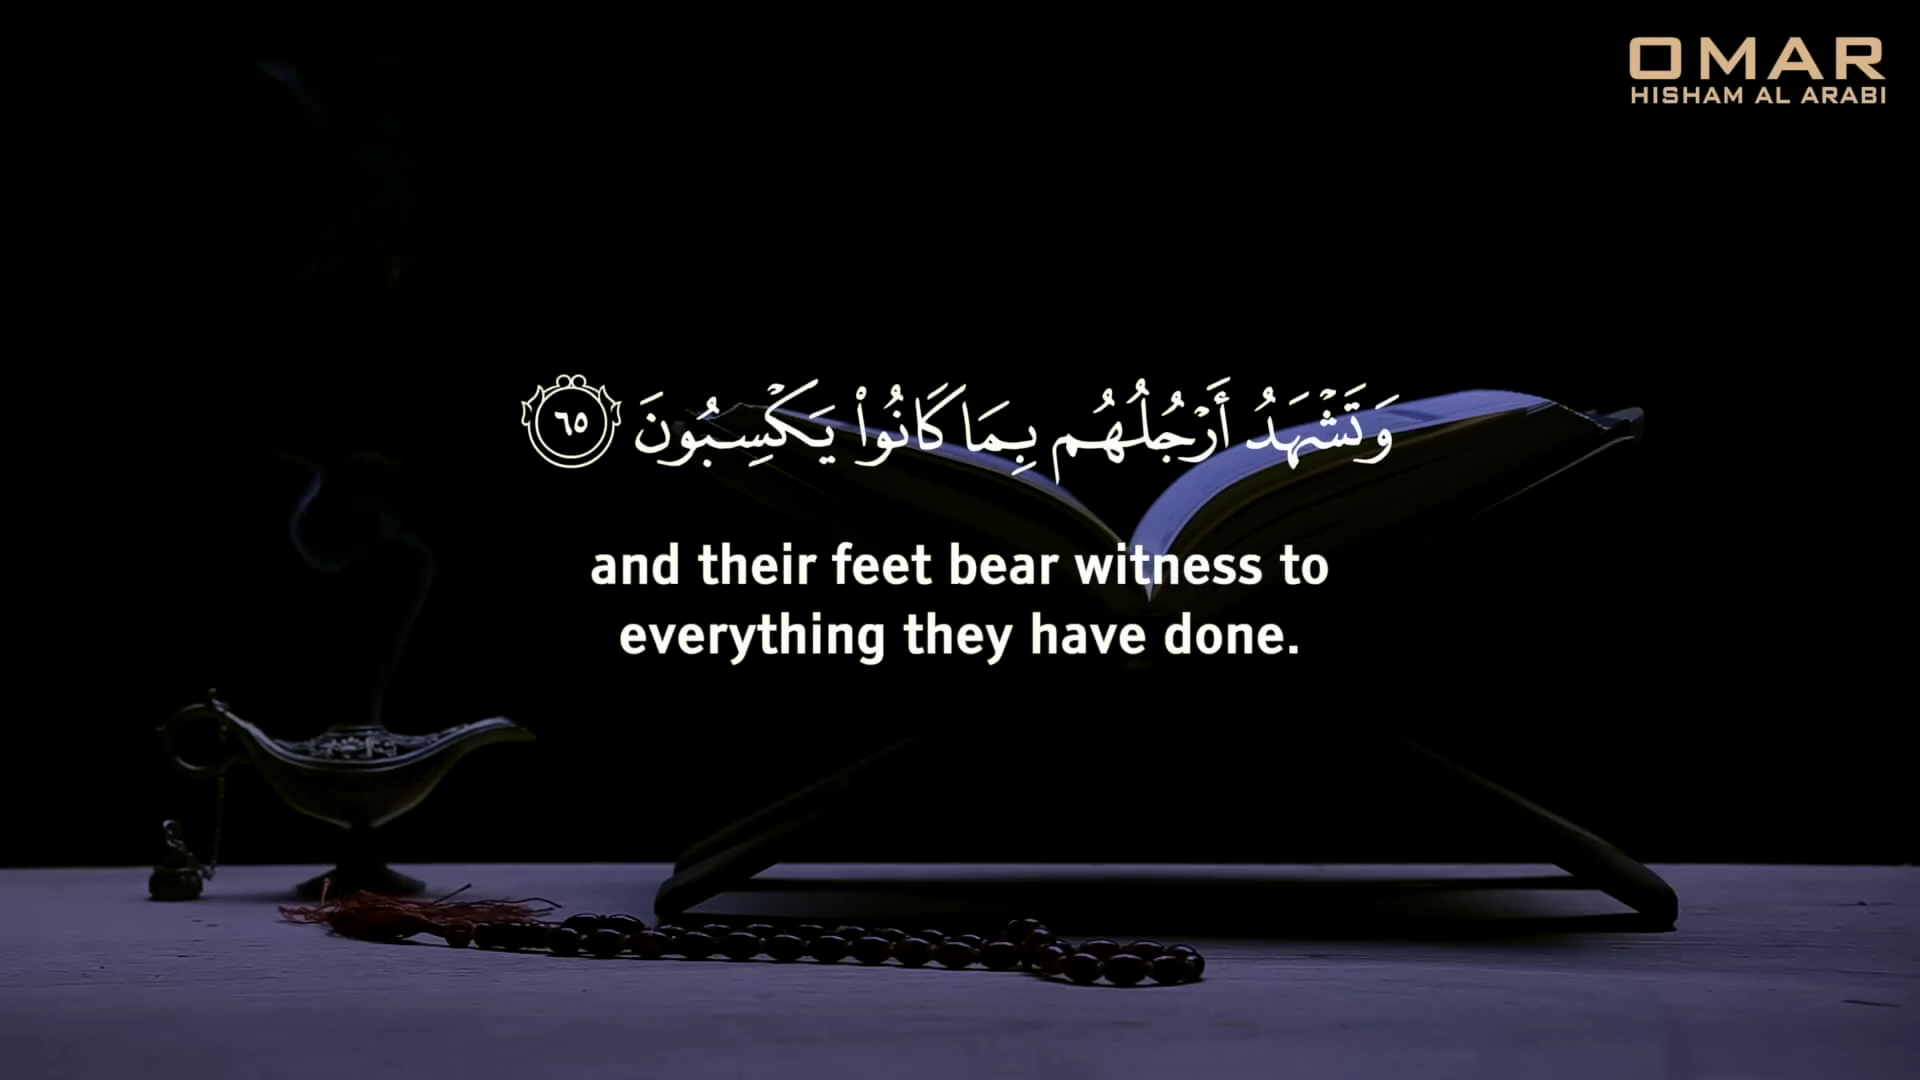 OMAR
HISHAM AL ARABI
وَتَشْهَدُ أَرْجُلُهُم بِمَا كَانُوا۟ يَكْسِبُونَ ٦٥
and their feet bear witness to
everything they have done.